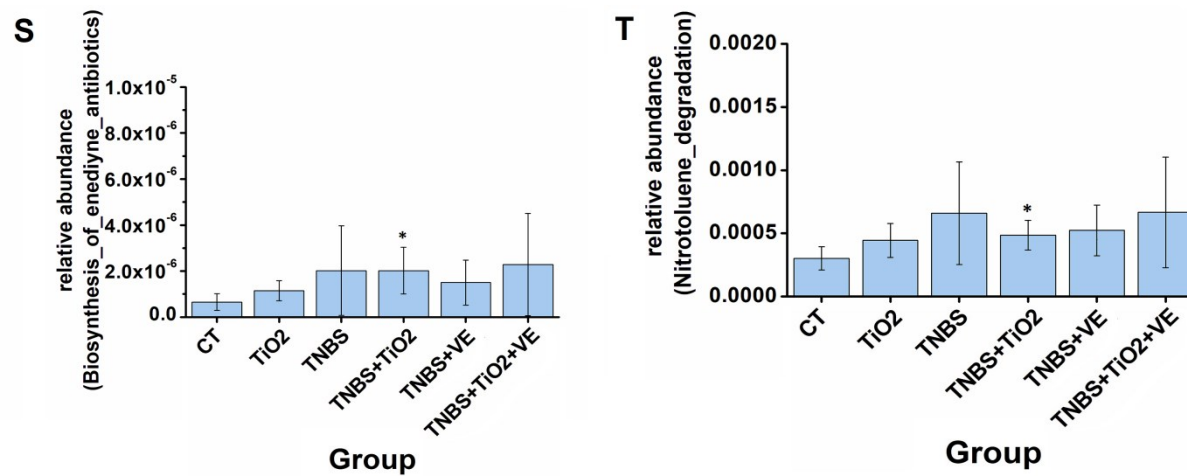 S
relative abundance
(Biosynthesis_of_enediyne_antibiotics)
1.0x10-5
8.0x10-6
6.0x10-6
4.0x10-6
2.0x10-6
0.0
*
CT
TiO2
TNBS
TNBS+TiO2
TNBS+VE
TNBS+TiO2+VE
Group
T
relative abundance
(Nitrotoluene_degradation)
0.0020
0.0015
0.0010
0.0005
0.0000
*
CT
TiO2
TNBS
TNBS+TiO2
TNBS+VE
TNBS+TiO2+VE
Group